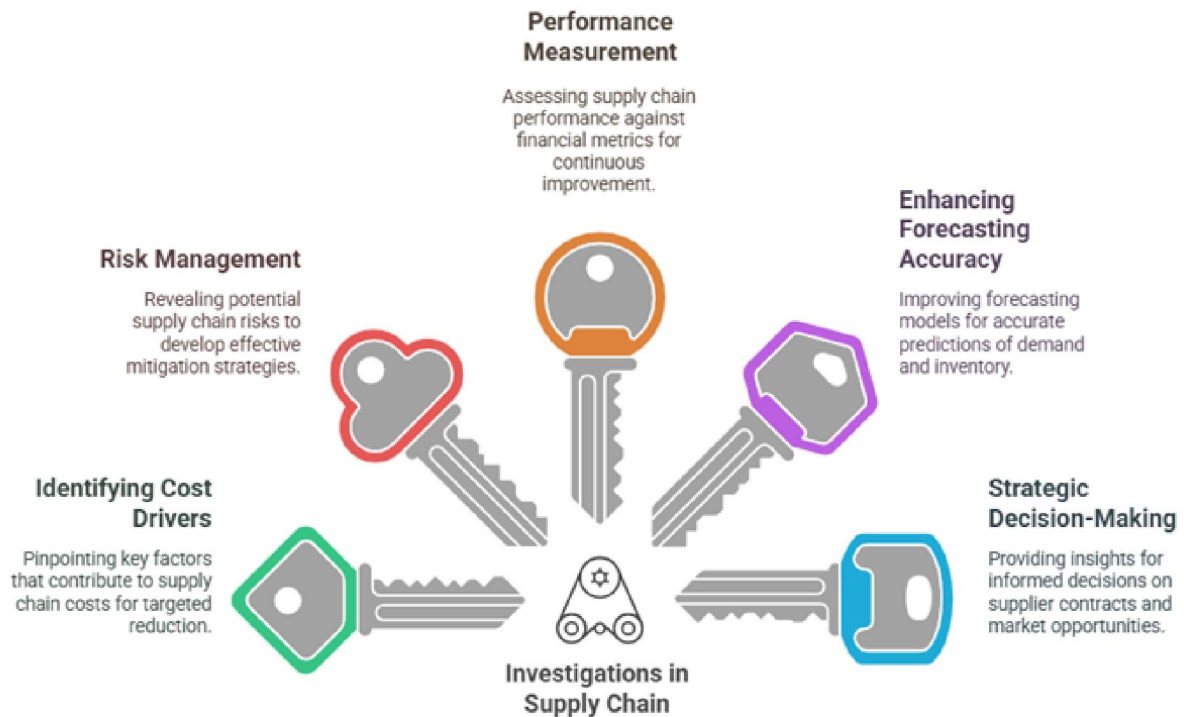 Performance
Measurement
Assessing supply chain
performance against
financial metrics for
continuous
improvement.
Enhancing
Forecasting
Accuracy
Improving forecasting
models for accurate
predictions of demand
and inventory.
Risk Management
Revealing potential
supply chain risks to
develop effective
mitigation strategies.
Identifying Cost
Drivers
Pinpointing key factors
that contribute to supply
chain costs for targeted
reduction.
Strategic
Decision-Making
Providing insights for
informed decisions on
supplier contracts and
market opportunities.
Investigations in
Supply Chain